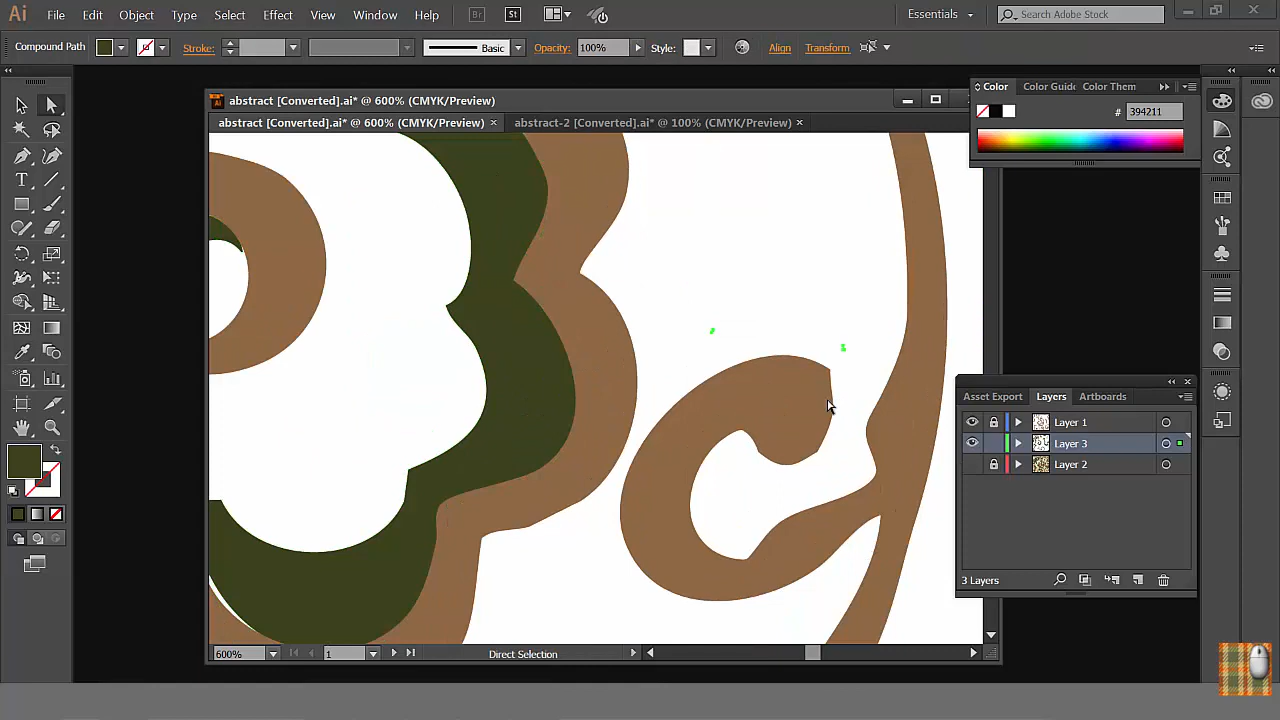 Ai File Edit Object Type Select Effect View Window Help Br St Essentials Search Adobe Stock
Compound Path Stroke: Basic Opacity: 100% Style: Align Transform
abstract [Converted].ai* @ 600% (CMYK/Preview)
abstract [Converted].ai* @ 600% (CMYK/Preview) × abstract-2 [Converted].ai* @ 100% (CMYK/Preview) ×
Color Color Guide Color Them
# 394211
Asset Export Layers Artboards
Layer 1
Layer 3
Layer 2
3 Layers
600% 1 Direct Selection